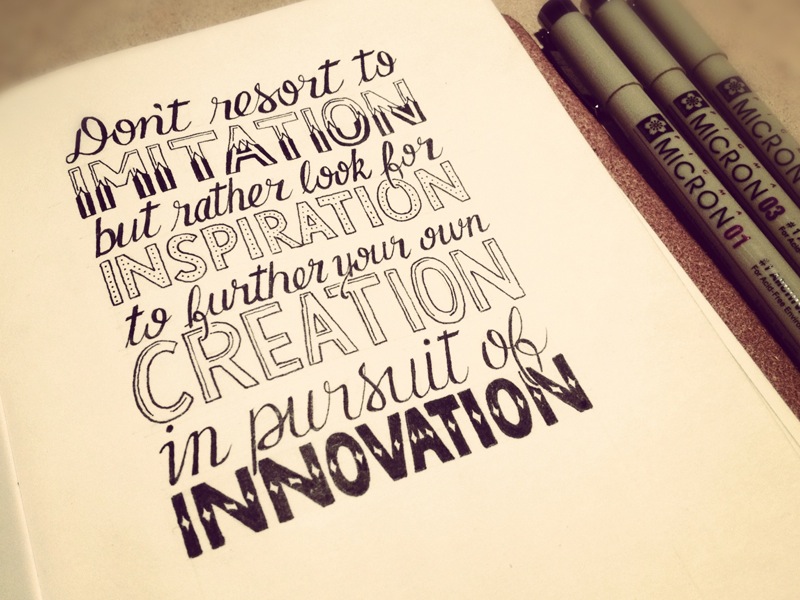 Don't resort to
IMITATION
but rather look for
INSPIRATION
to further your own
CREATION
in pursuit of
INNOVATION
MICRON 01
MICRON 03
MICRON